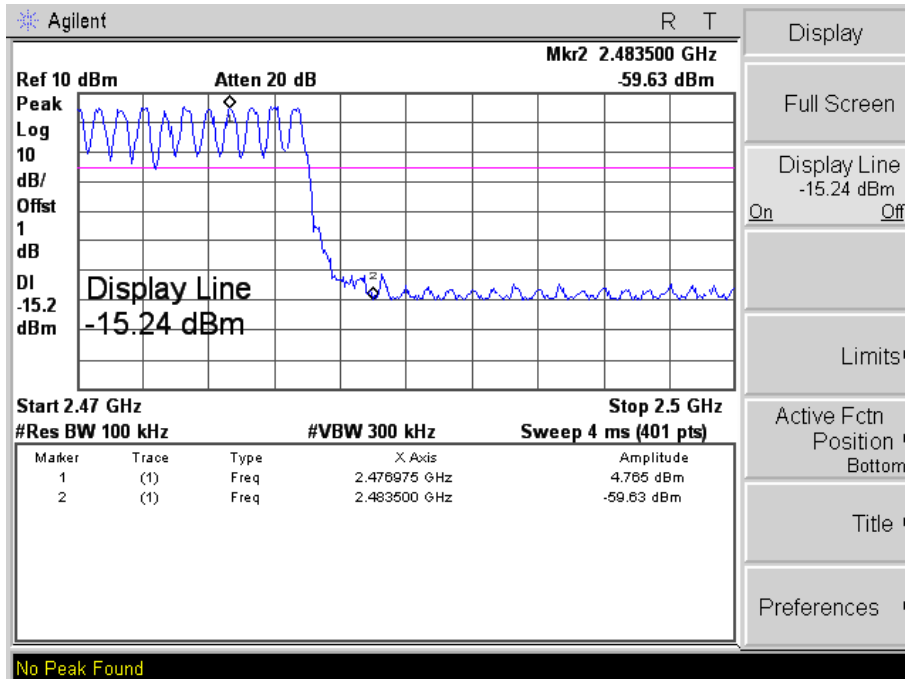 Agilent R T
Mkr2 2.483500 GHz
Ref 10 dBm Atten 20 dB -59.63 dBm
Peak
Log
10
dB/
Offst
1
dB
DI
-15.2
dBm
2
Display Line
-15.24 dBm
Start 2.47 GHz Stop 2.5 GHz
#Res BW 100 kHz #VBW 300 kHz Sweep 4 ms (401 pts)
Marker Trace Type X Axis Amplitude
1 (1) Freq 2.476975 GHz 4.765 dBm
2 (1) Freq 2.483500 GHz -59.63 dBm
No Peak Found
Display
Full Screen
Display Line
-15.24 dBm
On Off
Limits
Active Fctn
Position
Bottom
Title
Preferences